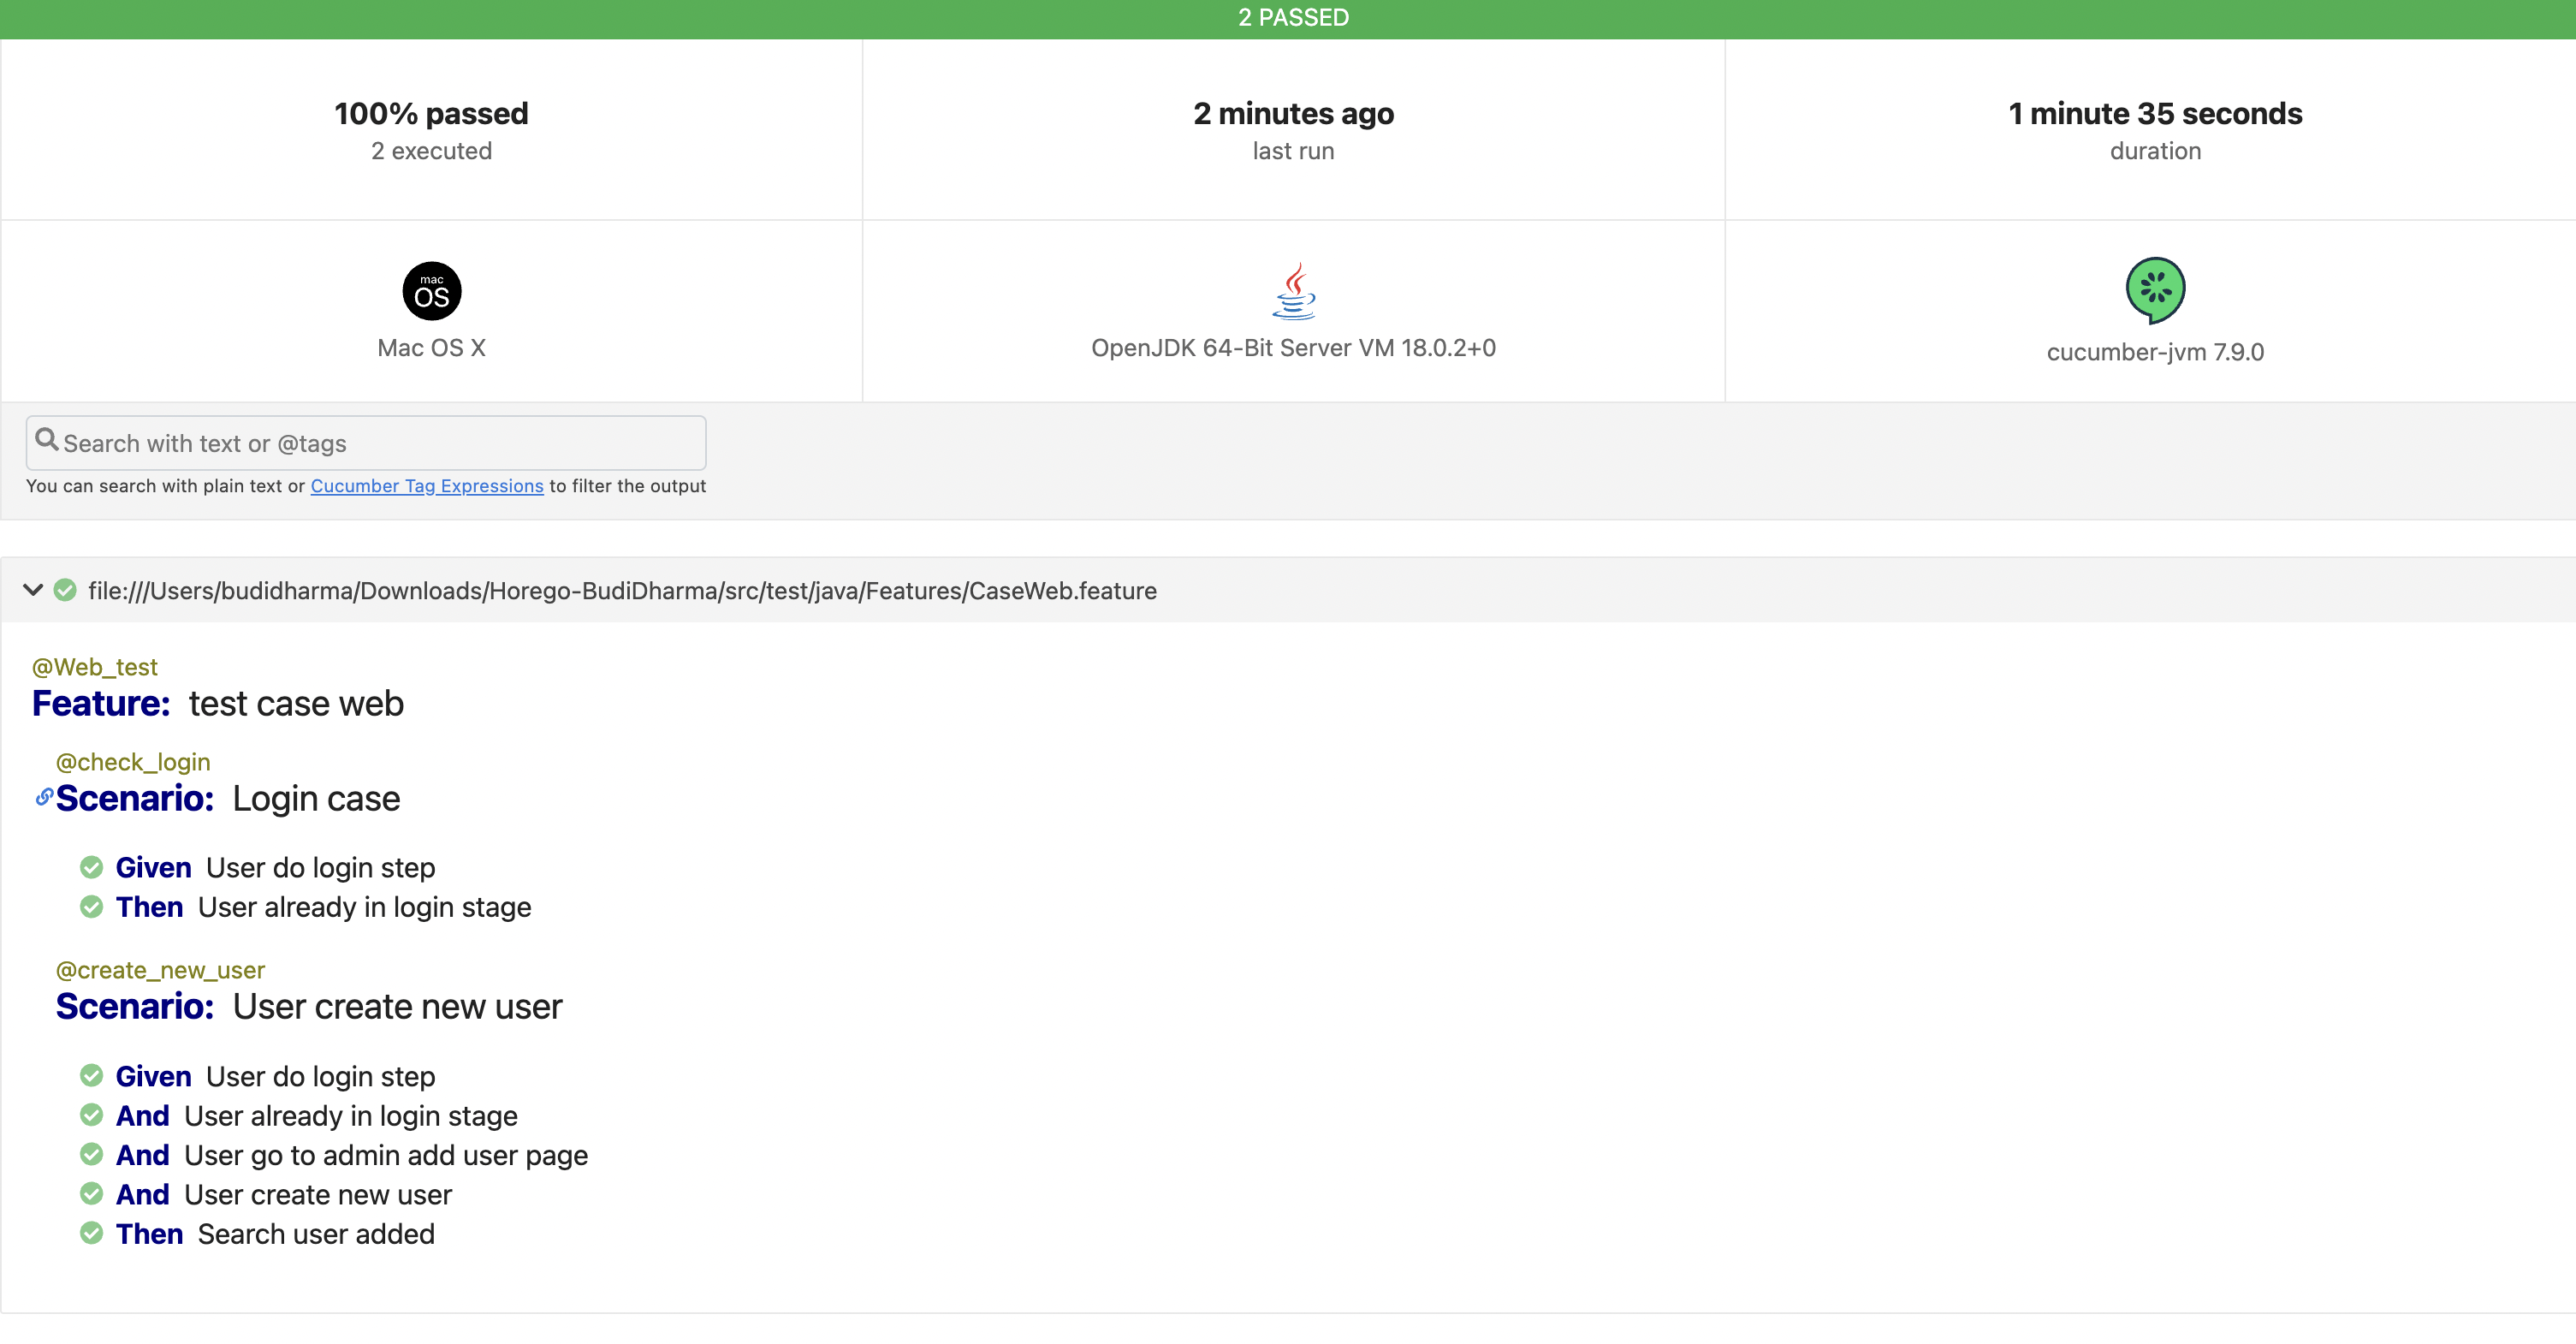 2 PASSED
100% passed
2 executed
2 minutes ago
last run
1 minute 35 seconds
duration
mac
OS
Mac OS X
OpenJDK 64-Bit Server VM 18.0.2+0
cucumber-jvm 7.9.0
Search with text or @tags
You can search with plain text or Cucumber Tag Expressions to filter the output
file:///Users/budidharma/Downloads/Horego-BudiDharma/src/test/java/Features/CaseWeb.feature
@Web_test
Feature: test case web
@check_login
Scenario: Login case
Given User do login step
Then User already in login stage
@create_new_user
Scenario: User create new user
Given User do login step
And User already in login stage
And User go to admin add user page
And User create new user
Then Search user added